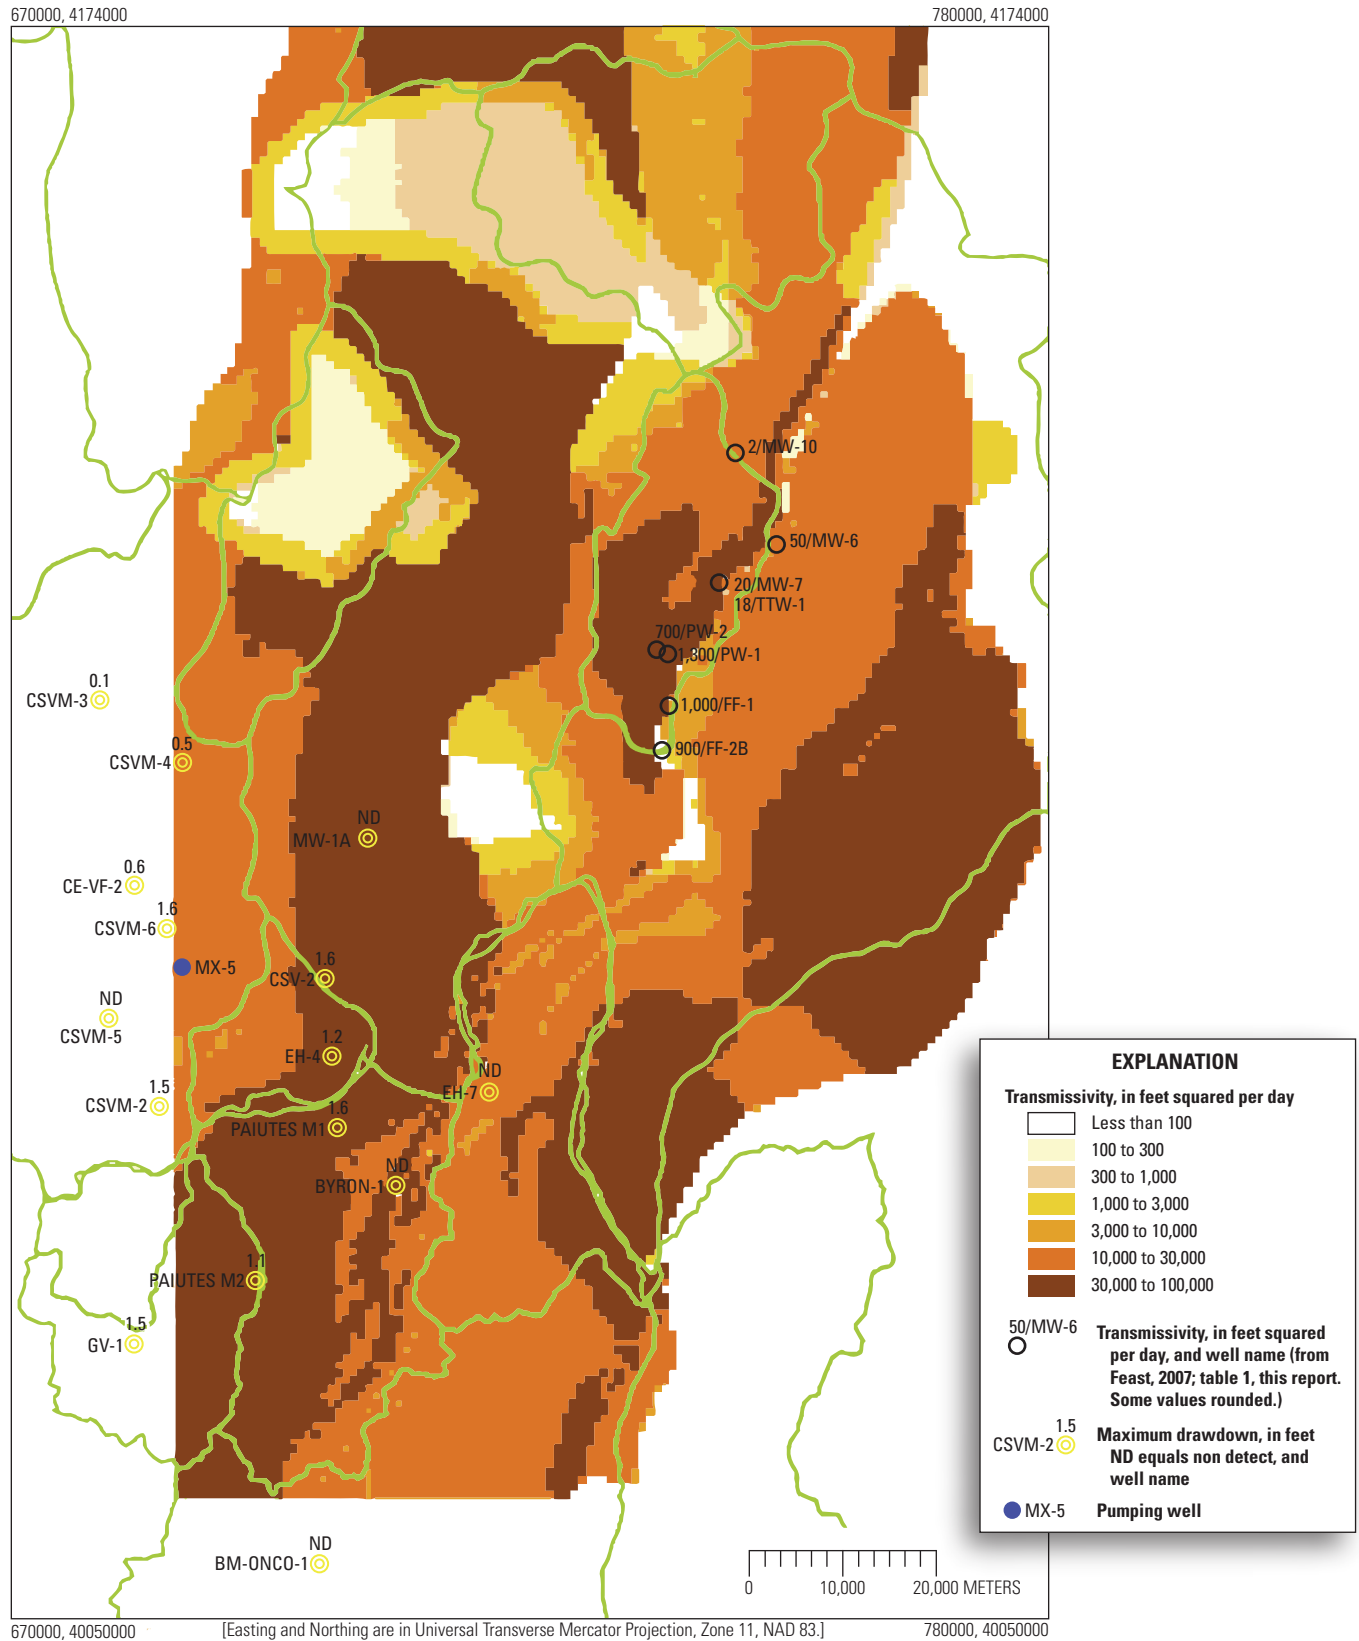 670000, 4174000
780000, 4174000
2/MW-10
50/MW-6
20/MW-7
18/TTW-1
700/PW-2
1,300/PW-1
0.1
CSVM-3
1,000/FF-1
0.5
CSVM-4
900/FF-2B
ND
MW-1A
0.6
CE-VF-2
1.6
CSVM-6
MX-5
1.6
CSV-2
ND
CSVM-5
1.2
EH-4
ND
EH-7
1.5
CSVM-2
1.6
PAIUTES M1
ND
BYRON-1
1.1
PAIUTES M2
1.5
GV-1
ND
BM-ONCO-1
EXPLANATION
Transmissivity, in feet squared per day
Less than 100
100 to 300
300 to 1,000
1,000 to 3,000
3,000 to 10,000
10,000 to 30,000
30,000 to 100,000
50/MW-6
Transmissivity, in feet squared
per day, and well name (from
Feast, 2007; table 1, this report.
Some values rounded.)
1.5
CSVM-2
Maximum drawdown, in feet
ND equals non detect, and
well name
MX-5
Pumping well
0
10,000
20,000 METERS
670000, 40050000
[Easting and Northing are in Universal Transverse Mercator Projection, Zone 11, NAD 83.]
780000, 40050000